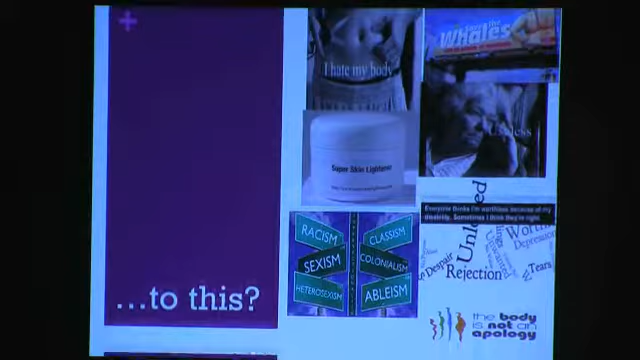 +
...to this?
I hate my body
Save the
Whales
Super Skin Lightener
Useless
Everyone thinks I'm worthless because of my
disability. Sometimes I think they're right.
RACISM
CLASSISM
SEXISM
COLONIALISM
HETEROSEXISM
ABLEISM
INTERSECTIONALITY
Unloved
Unwanted
Depression
Despair
Rejection
Tears
the body
is not an
apology